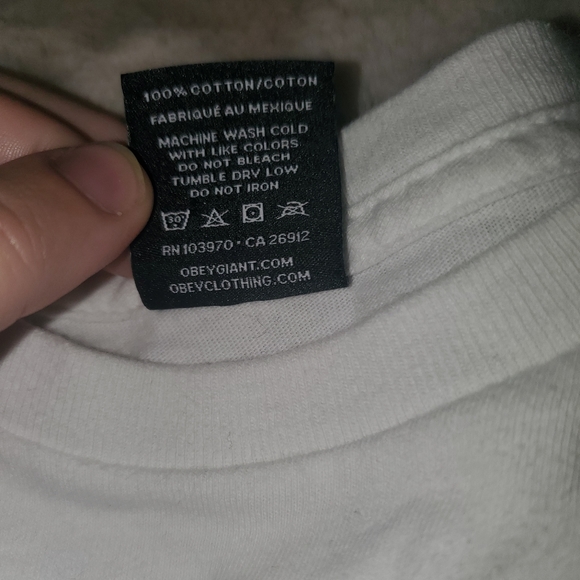 100% COTTON/COTON
FABRIQUÉ AU MEXIQUE
MACHINE WASH COLD
WITH LIKE COLORS
DO NOT BLEACH
TUMBLE DRY LOW
DO NOT IRON
30°
RN 103970 • CA 26912
OBEYGIANT.COM
OBEYCLOTHING.COM